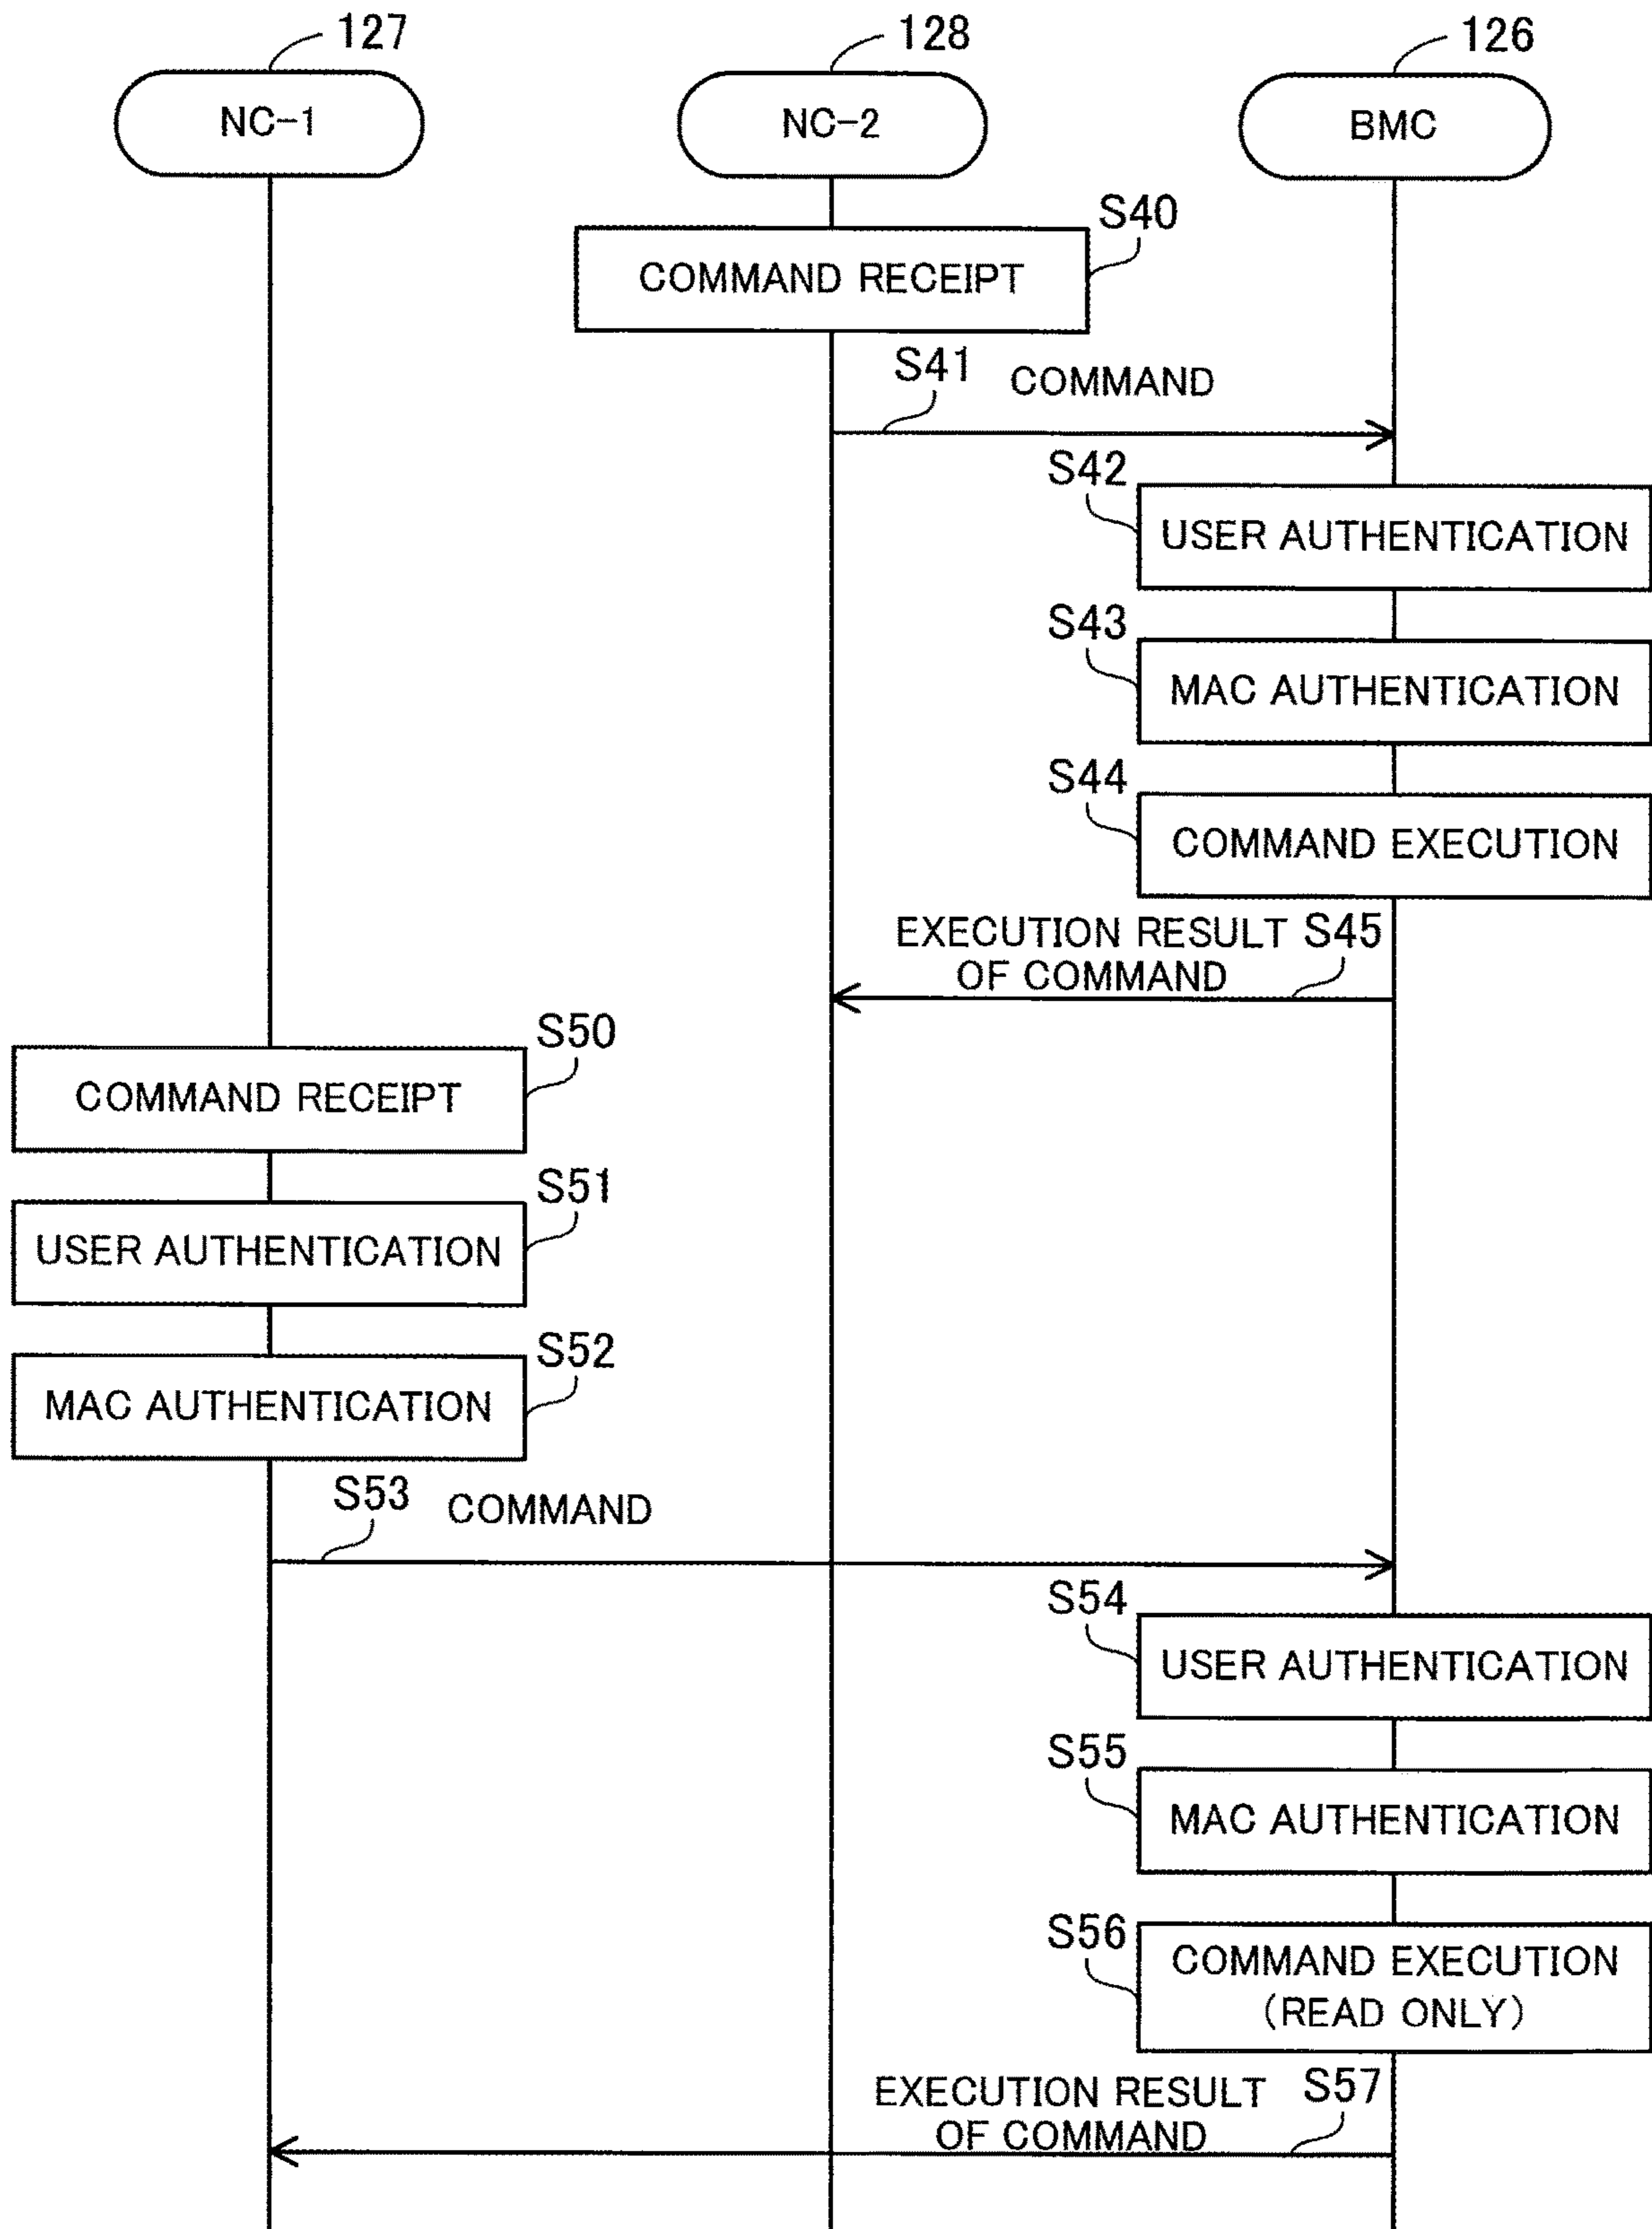 127
128
126
NC-1
NC-2
BMC
S40
COMMAND RECEIPT
S41
COMMAND
S42
USER AUTHENTICATION
S43
MAC AUTHENTICATION
S44
COMMAND EXECUTION
EXECUTION RESULT S45
OF COMMAND
S50
COMMAND RECEIPT
S51
USER AUTHENTICATION
S52
MAC AUTHENTICATION
S53
COMMAND
S54
USER AUTHENTICATION
S55
MAC AUTHENTICATION
S56
COMMAND EXECUTION
(READ ONLY)
EXECUTION RESULT S57
OF COMMAND